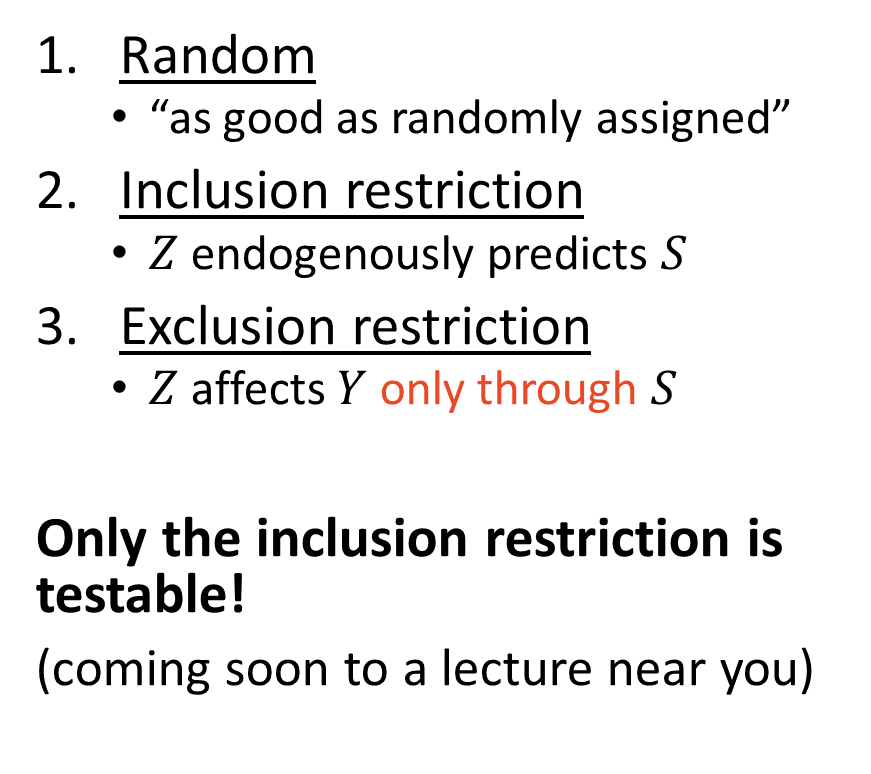 1. Random
• “as good as randomly assigned”
2. Inclusion restriction
• Z endogenously predicts S
3. Exclusion restriction
• Z affects Y only through S
Only the inclusion restriction is
testable!
(coming soon to a lecture near you)